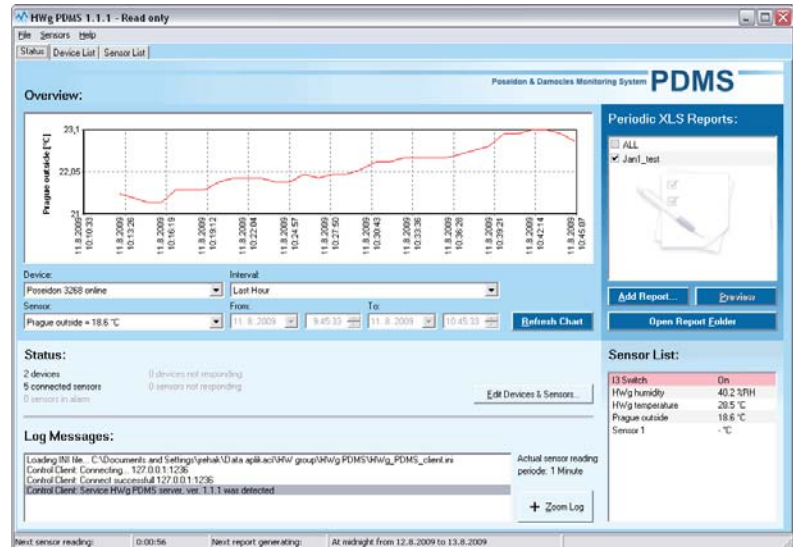 HWg PDMS 1.1.1 - Read only
File Sensors Help
Status Device List Sensor List
Poseidon & Damocles Monitoring System PDMS
Overview:
Prague outside [°C]
23,1
22,05
21
11.8.2009 10:10:33
11.8.2009 10:13:26
11.8.2009 10:16:19
11.8.2009 10:19:12
11.8.2009 10:22:04
11.8.2009 10:24:57
11.8.2009 10:27:50
11.8.2009 10:30:43
11.8.2009 10:33:36
11.8.2009 10:36:28
11.8.2009 10:39:21
11.8.2009 10:42:14
11.8.2009 10:45:07
Device: Interval:
Poseidon 3268 online Last Hour
Sensor: From: To:
Prague outside = 18.6 °C 11. 8. 2009 9:45:33 11. 8. 2009 10:45:33 Refresh Chart
Periodic XLS Reports:
ALL
Jan1_test
Add Report... Preview
Open Report Folder
Status:
2 devices 0 devices not responding
5 connected sensors 0 sensors not responding
0 sensors in alarm
Edit Devices & Sensors...
Sensor List:
I3 Switch On
HWg humidity 40.2 %RH
HWg temperature 28.5 °C
Prague outside 18.6 °C
Sensor 1 - °C
Log Messages:
Loading INI file... C:\Documents and Settings\rehak\Data aplikací\HW group\HWg PDMS\HWg_PDMS_client.ini
Control Client: Connecting... 127.0.0.1:1236
Control Client: Connect successfull 127.0.0.1:1236
Control Client: Service HWg PDMS server, ver. 1.1.1 was detected
Actual sensor reading
periode: 1 Minute
+ Zoom Log
Next sensor reading: 0:00:56 Next report generating: At midnight from 12.8.2009 to 13.8.2009